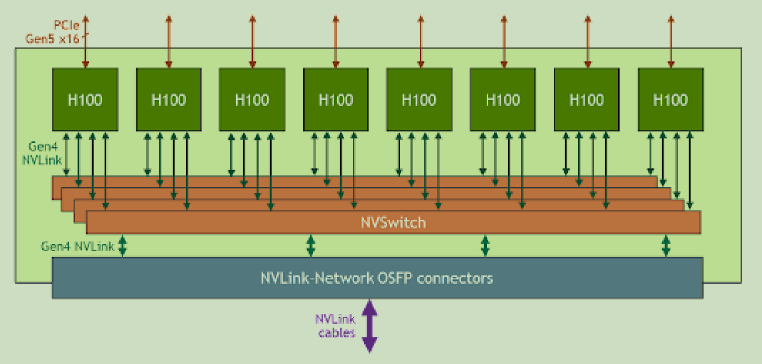 PCIe
Gen5 x16
H100 H100 H100 H100 H100 H100 H100 H100
Gen4
NVLink
NVSwitch
Gen4 NVLink
NVLink-Network OSFP connectors
NVLink
cables